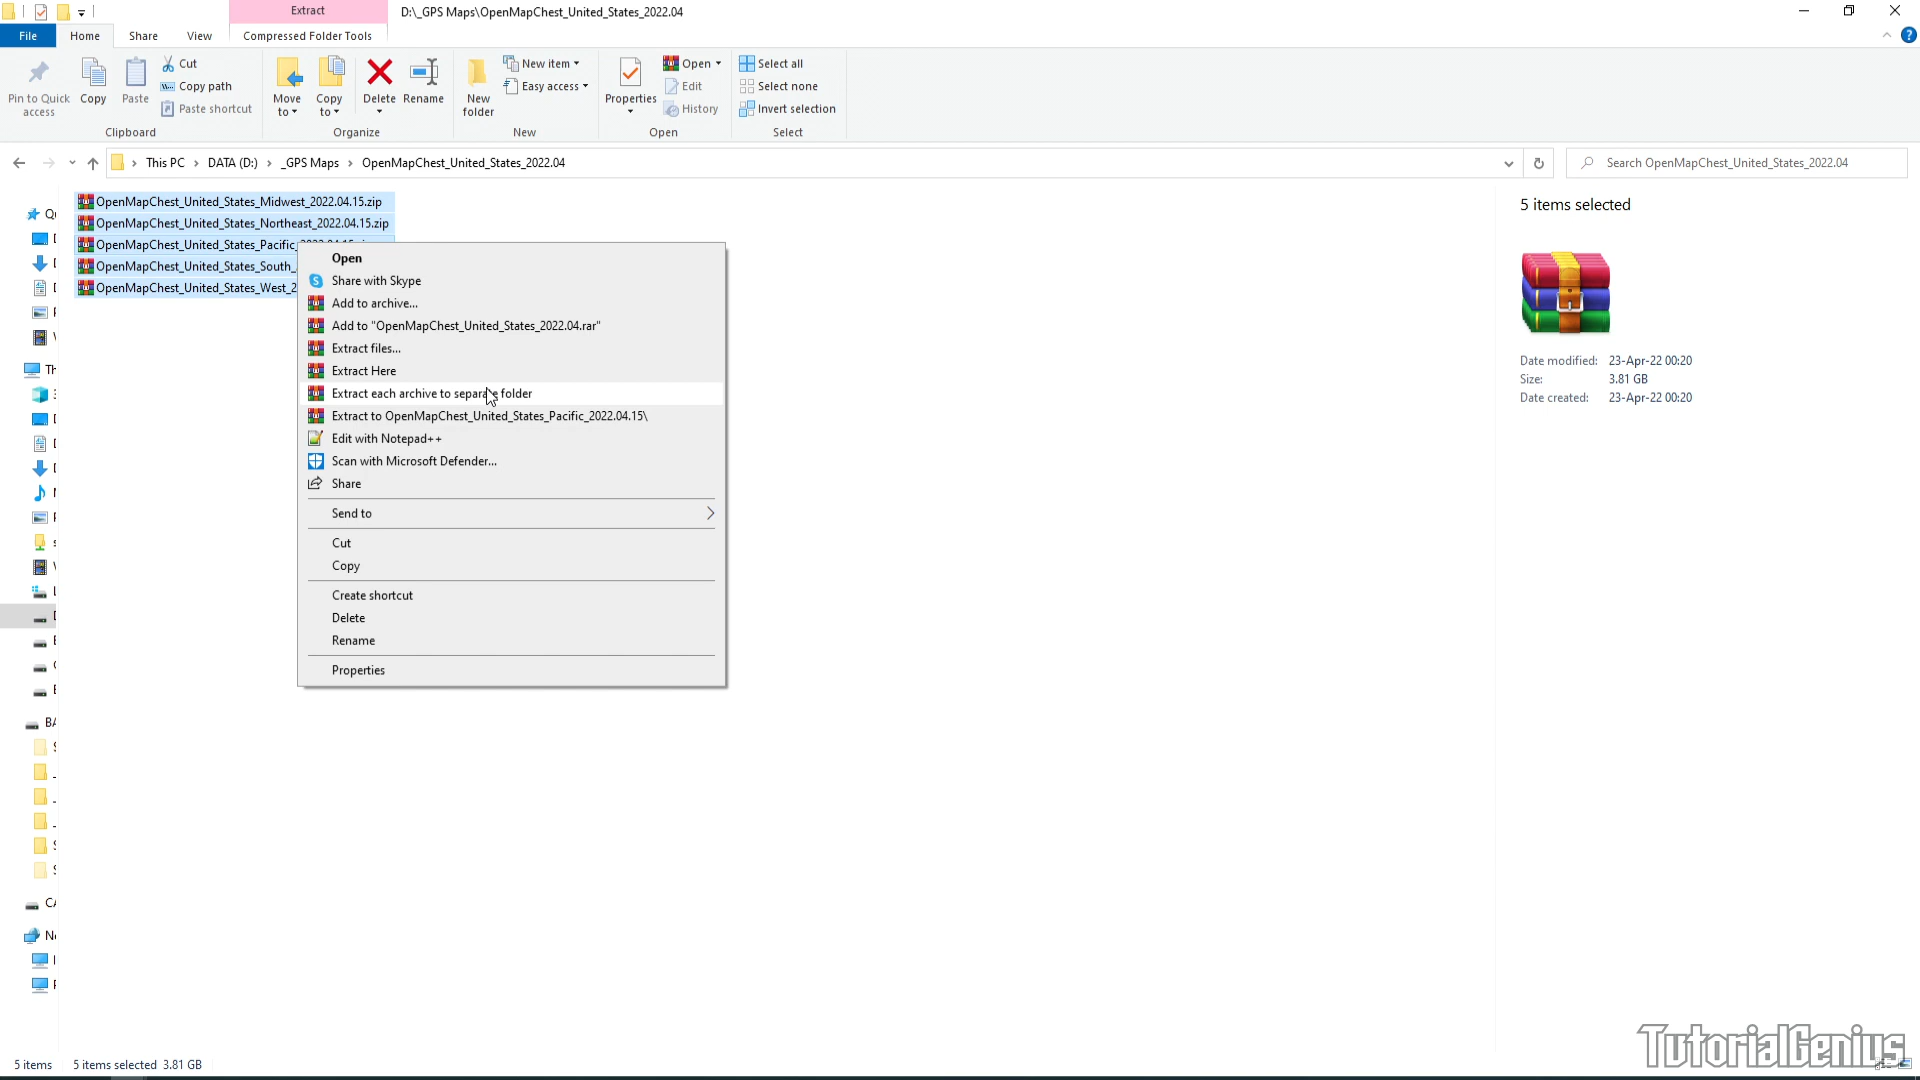 Extract
D:\_GPS Maps\OpenMapChest_United_States_2022.04
File
Home
Share
View
Compressed Folder Tools
Pin to Quick access
Copy
Paste
Cut
Copy path
Paste shortcut
Clipboard
Move to
Copy to
Delete
Rename
Organize
New folder
New item
Easy access
New
Properties
Open
Edit
History
Open
Select all
Select none
Invert selection
Select
This PC
DATA (D:)
_GPS Maps
OpenMapChest_United_States_2022.04
Search OpenMapChest_United_States_2022.04
OpenMapChest_United_States_Midwest_2022.04.15.zip
OpenMapChest_United_States_Northeast_2022.04.15.zip
OpenMapChest_United_States_Pacific_
OpenMapChest_United_States_South_
OpenMapChest_United_States_West_2
Open
Share with Skype
Add to archive...
Add to "OpenMapChest_United_States_2022.04.rar"
Extract files...
Extract Here
Extract each archive to separate folder
Extract to OpenMapChest_United_States_Pacific_2022.04.15\
Edit with Notepad++
Scan with Microsoft Defender...
Share
Send to
Cut
Copy
Create shortcut
Delete
Rename
Properties
5 items selected
Date modified: 23-Apr-22 00:20
Size: 3.81 GB
Date created: 23-Apr-22 00:20
5 items
5 items selected 3.81 GB
TutorialGenius